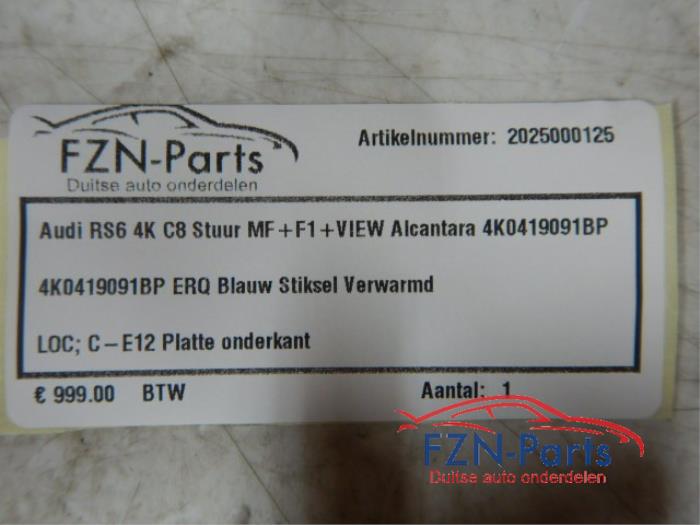 FZN-Parts
Duitse auto onderdelen
Artikelnummer: 2025000125
Audi RS6 4K C8 Stuur MF+F1+VIEW Alcantara 4K0419091BP
4K0419091BP ERQ Blauw Stiksel Verwarmd
LOC; C-E12 Platte onderkant
€ 999.00 BTW Aantal: 1
FZN-Parts
Duitse auto onderdelen